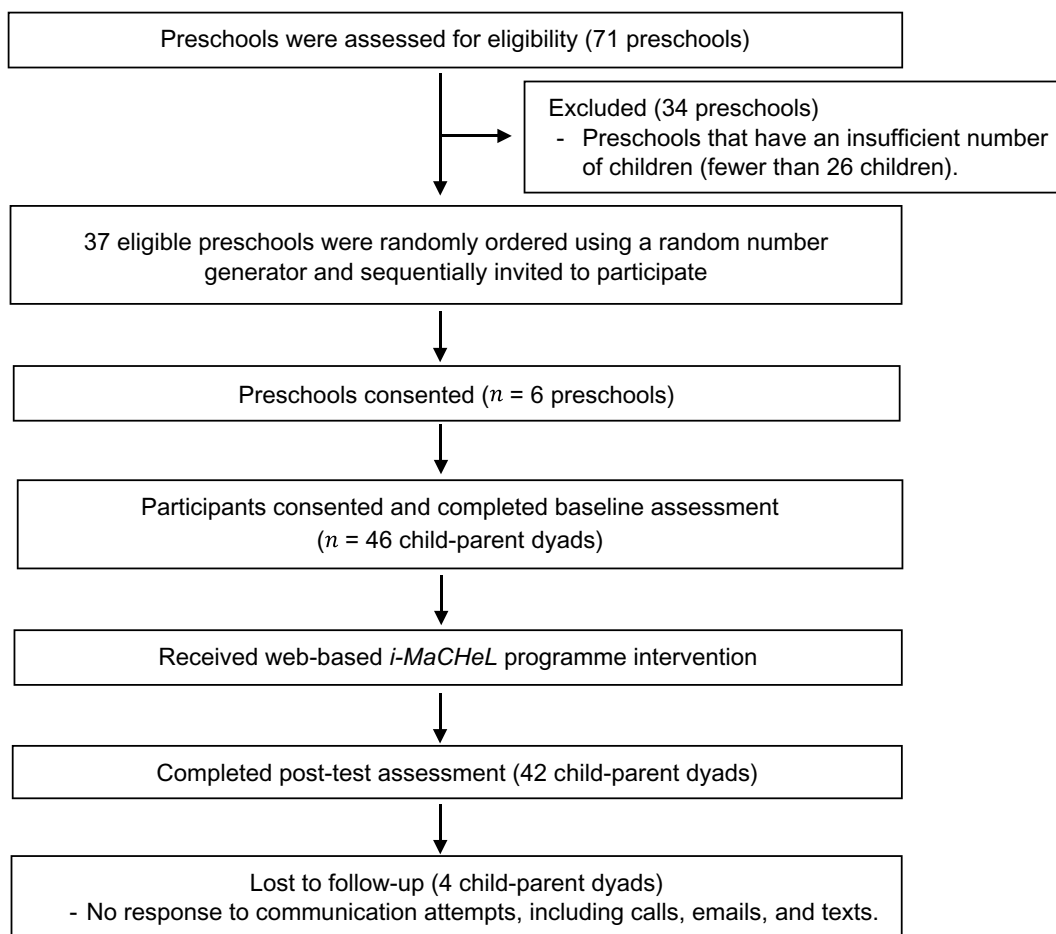 Preschools were assessed for eligibility (71 preschools)
Excluded (34 preschools)
- Preschools that have an insufficient number
of children (fewer than 26 children).
37 eligible preschools were randomly ordered using a random number
generator and sequentially invited to participate
Preschools consented (n = 6 preschools)
Participants consented and completed baseline assessment
(n = 46 child-parent dyads)
Received web-based i-MaCHeL programme intervention
Completed post-test assessment (42 child-parent dyads)
Lost to follow-up (4 child-parent dyads)
- No response to communication attempts, including calls, emails, and texts.